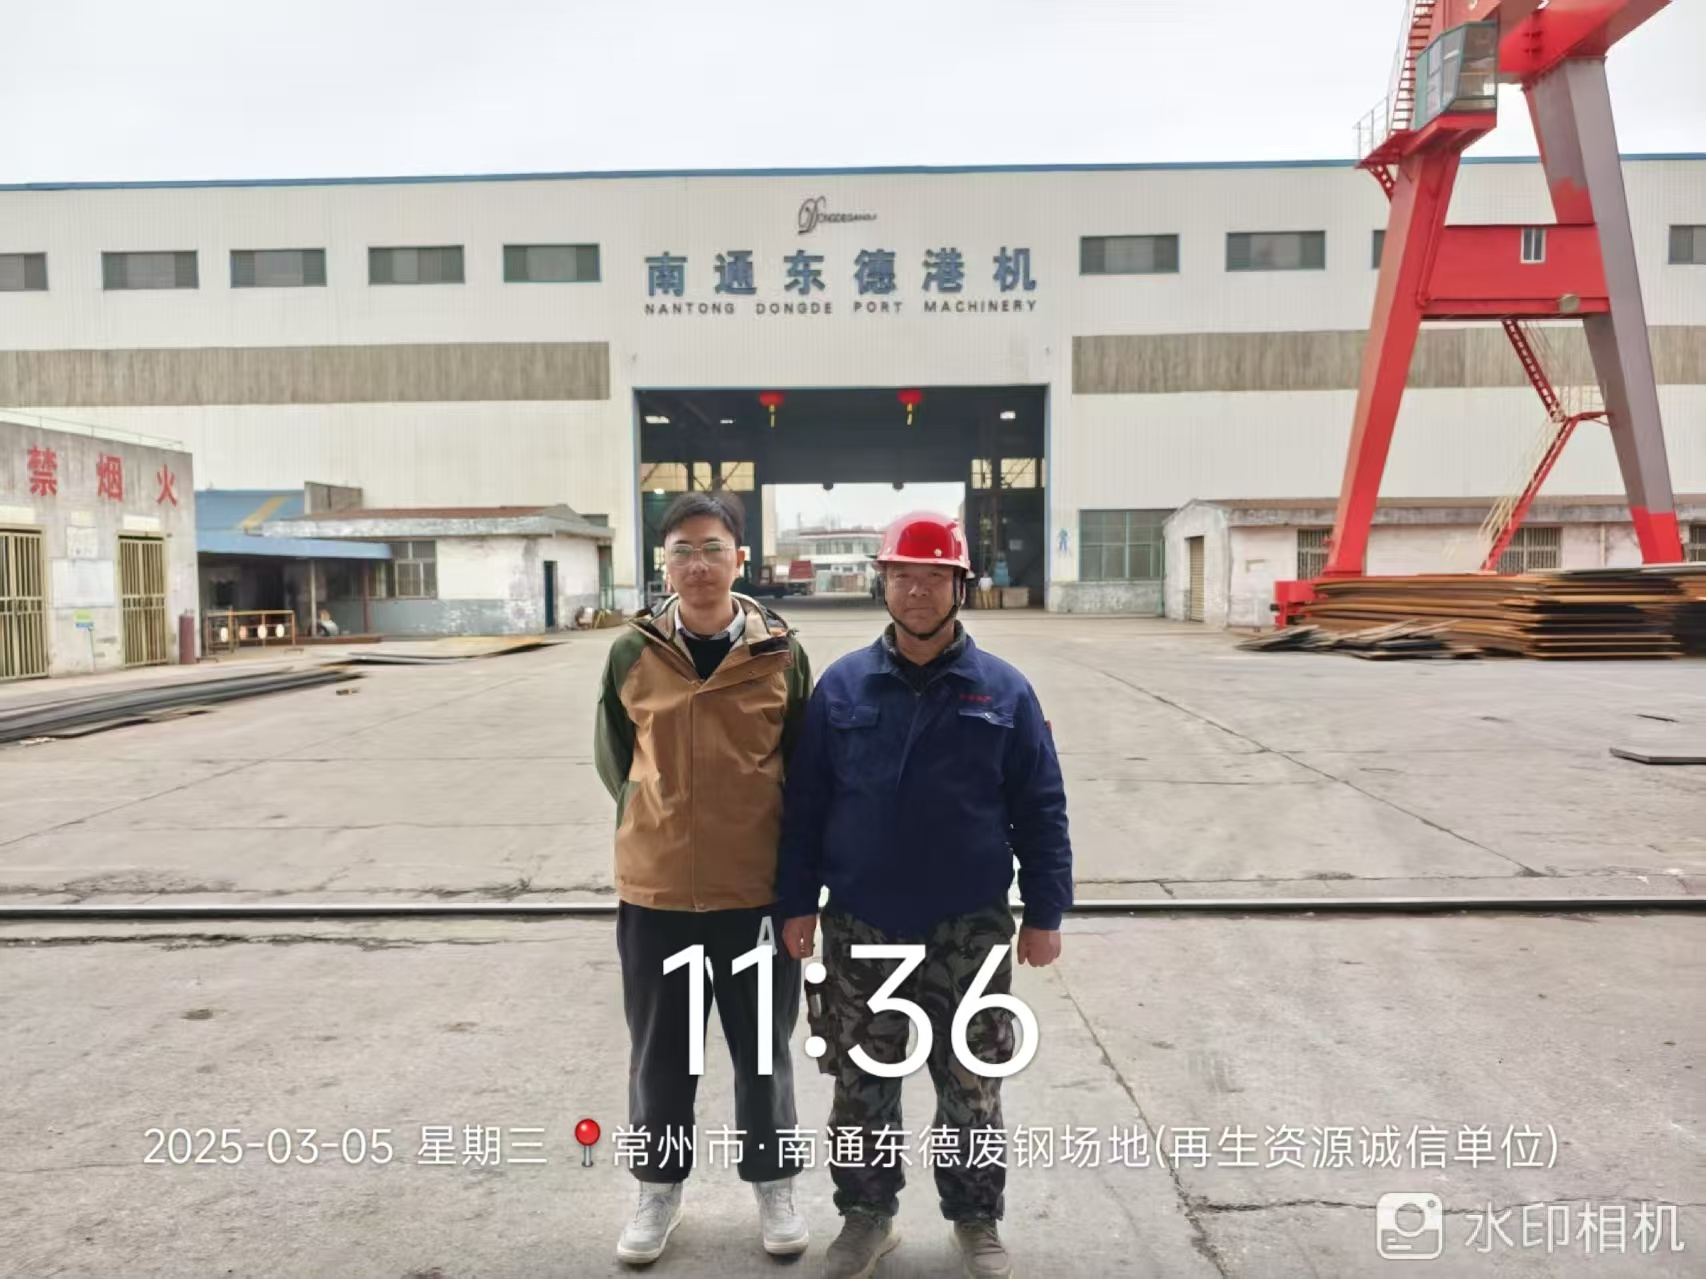 DONGDEGANGJI
南通东德港机
NANTONG DONGDE PORT MACHINERY
禁烟火
A
11:36
2025-03-05 星期三 常州市·南通东德废钢场地(再生资源诚信单位)
水印相机